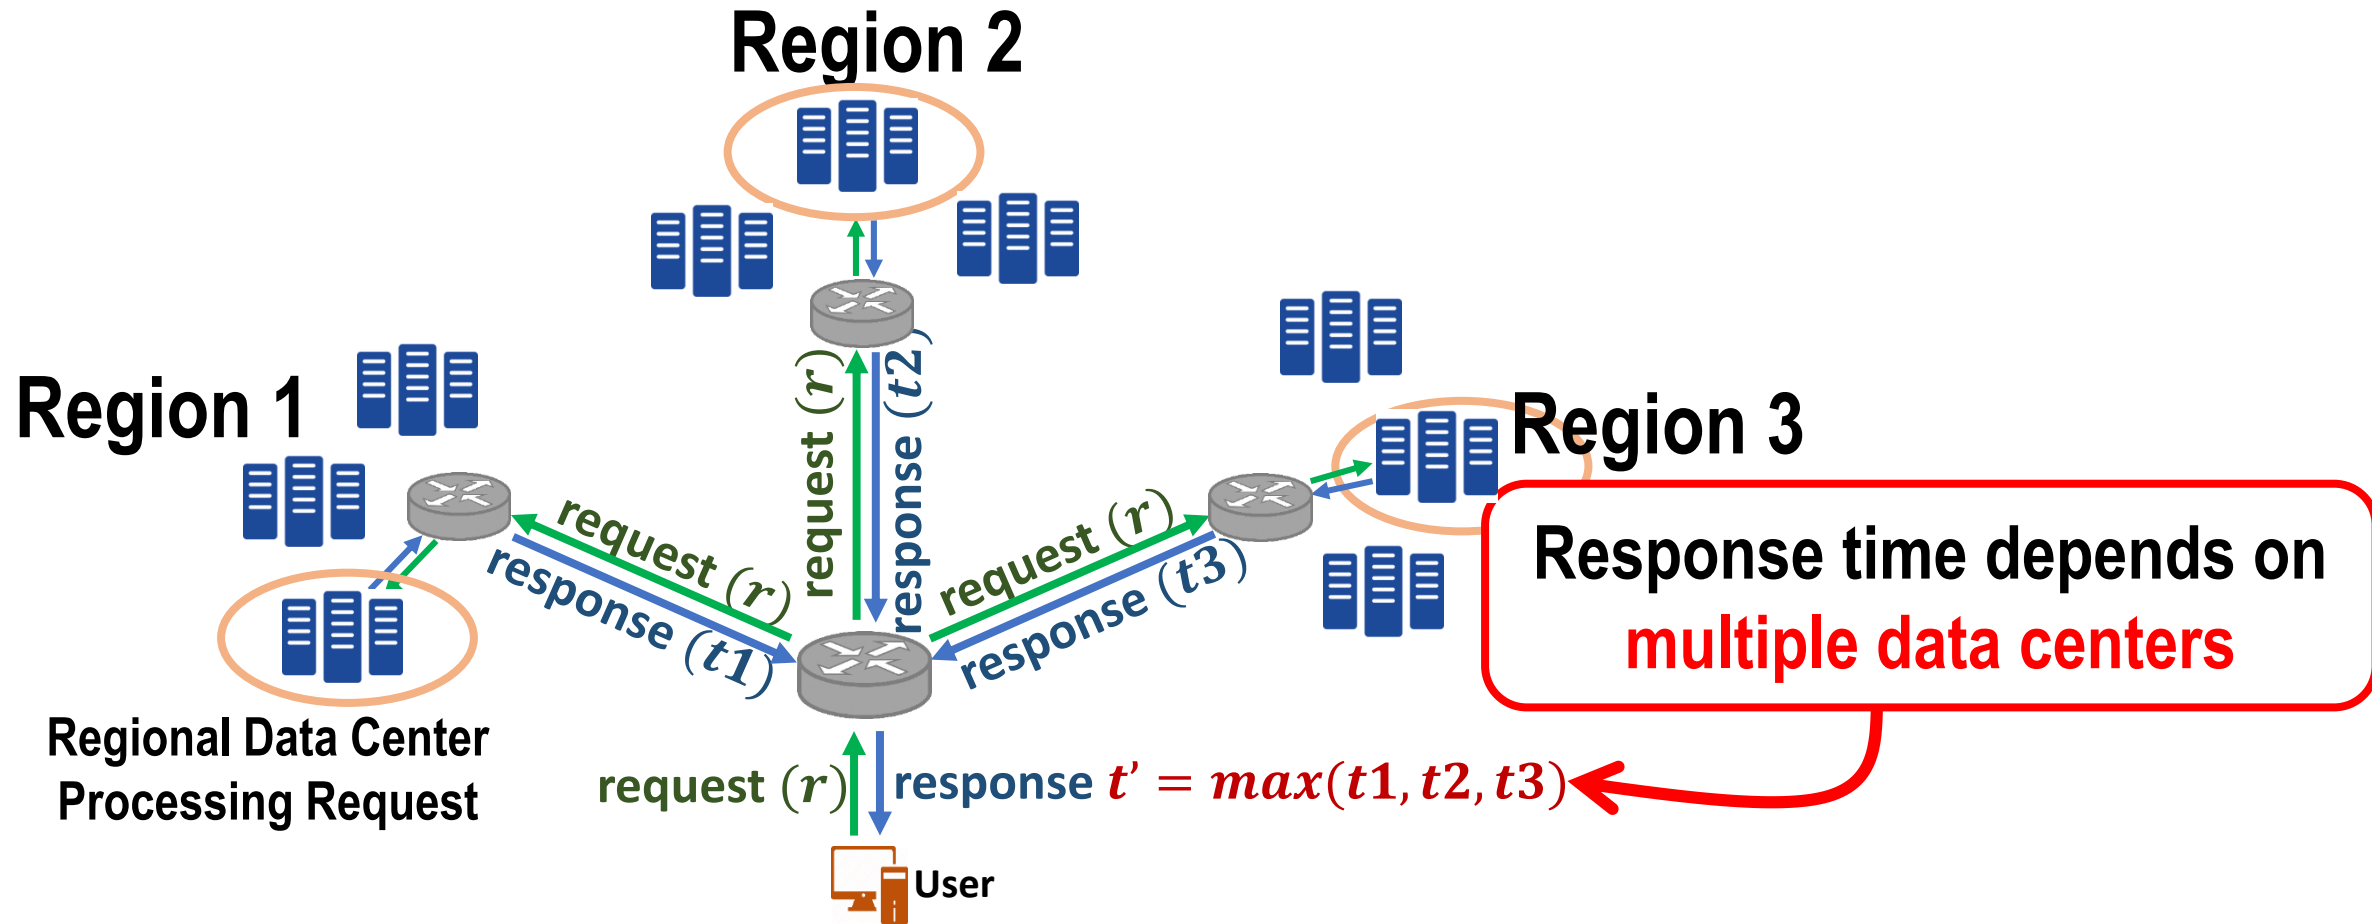 Region 2
Region 1
Region 3
request (r)
response (t1)
request (r)
response (t2)
request (r)
response (t3)
Response time depends on
multiple data centers
Regional Data Center
Processing Request
request (r)
response t' = max(t1, t2, t3)
User